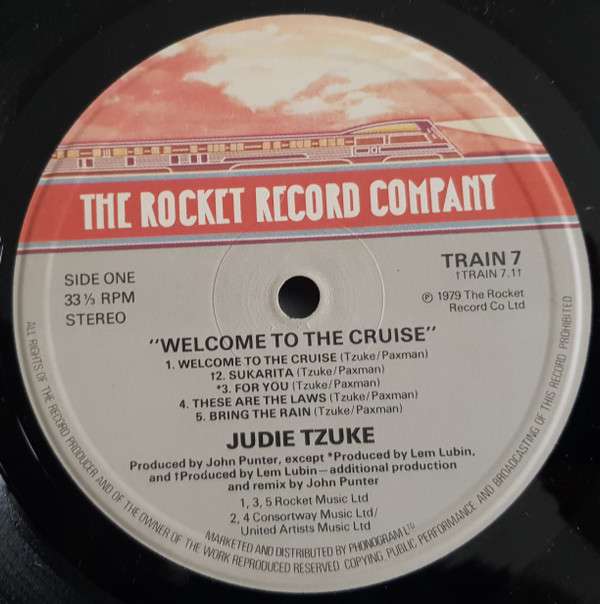 THE ROCKET RECORD COMPANY
SIDE ONE
33⅓ RPM
STEREO
TRAIN 7
†TRAIN 7.1†
℗ 1979 The Rocket
Record Co Ltd
"WELCOME TO THE CRUISE"
1. WELCOME TO THE CRUISE (Tzuke/Paxman)
†2. SUKARITA (Tzuke/Paxman)
*3. FOR YOU (Tzuke/Paxman)
4. THESE ARE THE LAWS (Tzuke/Paxman)
5. BRING THE RAIN (Tzuke/Paxman)
JUDIE TZUKE
Produced by John Punter, except *Produced by Lem Lubin,
and †Produced by Lem Lubin—additional production
and remix by John Punter
1, 3, 5 Rocket Music Ltd
2, 4 Consortway Music Ltd/
United Artists Music Ltd
ALL RIGHTS OF THE RECORD PRODUCER AND OF THE OWNER OF THE WORK REPRODUCED RESERVED. COPYING, PUBLIC PERFORMANCE AND BROADCASTING OF THIS RECORD PROHIBITED
MARKETED AND DISTRIBUTED BY PHONOGRAM LTD